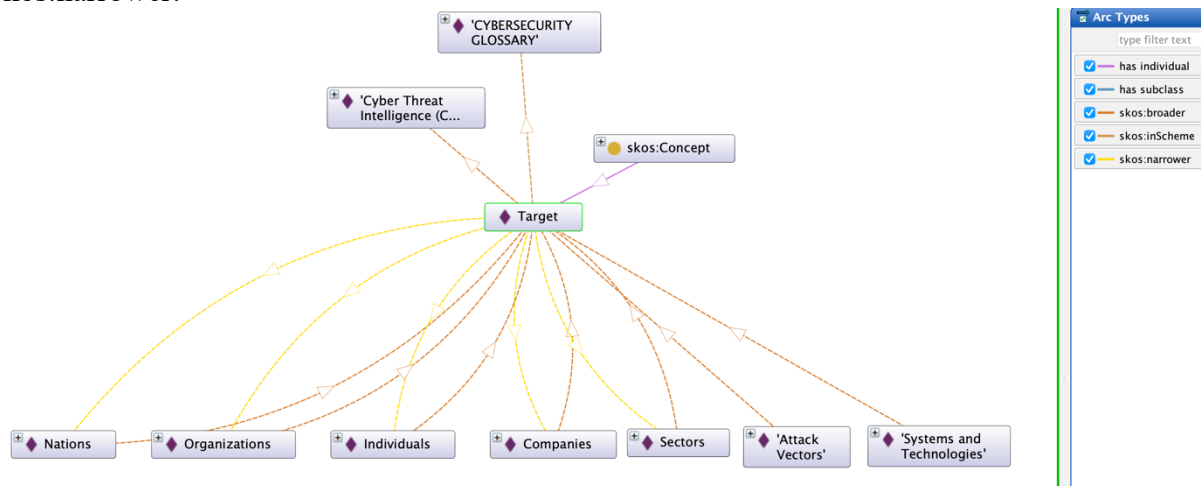 'CYBERSECURITY
GLOSSARY'
'Cyber Threat
Intelligence (C...
skos:Concept
Target
Nations
Organizations
Individuals
Companies
Sectors
'Attack
Vectors'
'Systems and
Technologies'
Arc Types
type filter text
has individual
has subclass
skos:broader
skos:inScheme
skos:narrower